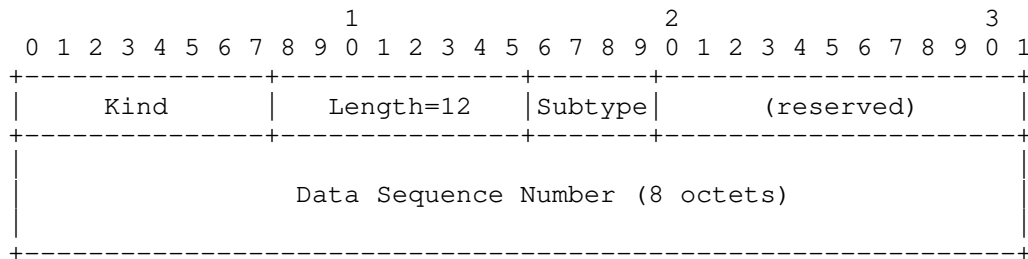 1 2 3
0 1 2 3 4 5 6 7 8 9 0 1 2 3 4 5 6 7 8 9 0 1 2 3 4 5 6 7 8 9 0 1
Kind Length=12 Subtype (reserved)
Data Sequence Number (8 octets)